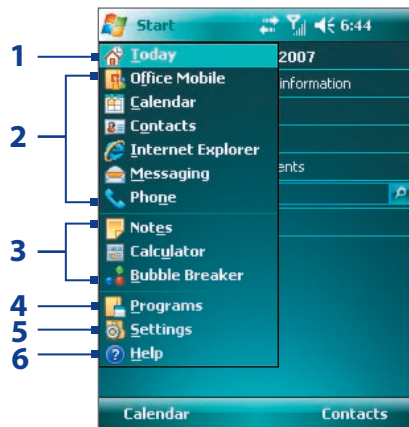 Start 6:44
1 Today 2007
2 Office Mobile information
Calendar
Contacts
Internet Explorer
Messaging ents
Phone
3 Notes
Calculator
Bubble Breaker
4 Programs
5 Settings
6 Help
Calendar Contacts